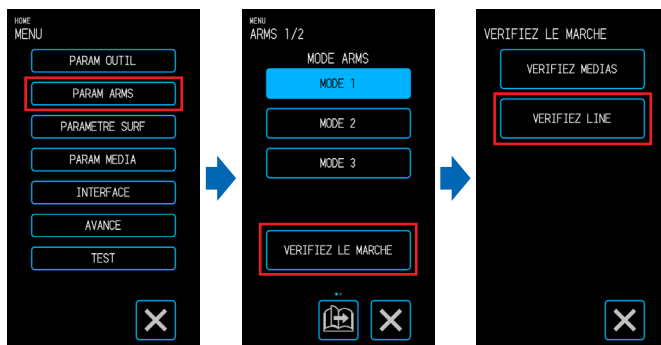 HOME
MENU
PARAM OUTIL
PARAM ARMS
PARAMETRE SURF
PARAM MEDIA
INTERFACE
AVANCE
TEST
MENU
ARMS 1/2
MODE ARMS
MODE 1
MODE 2
MODE 3
VERIFIEZ LE MARCHE
VERIFIEZ LE MARCHE
VERIFIEZ MEDIAS
VERIFIEZ LINE